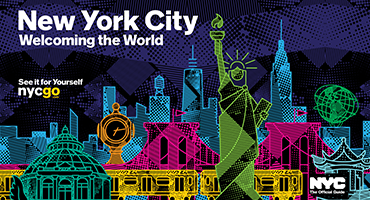 New York City
Welcoming the World
See it for Yourself
nycgo
NYC
The Official Guide